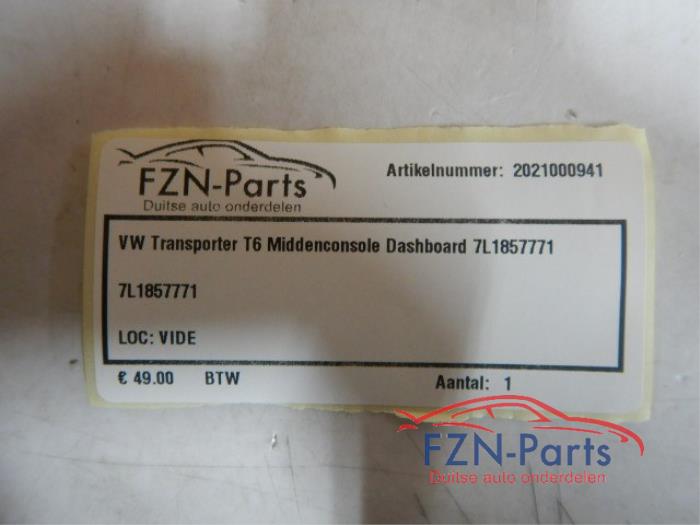 FZN-Parts
Duitse auto onderdelen
Artikelnummer: 2021000941
VW Transporter T6 Middenconsole Dashboard 7L1857771
7L1857771
LOC: VIDE
€ 49.00 BTW
Aantal: 1
FZN-Parts
Duitse auto onderdelen